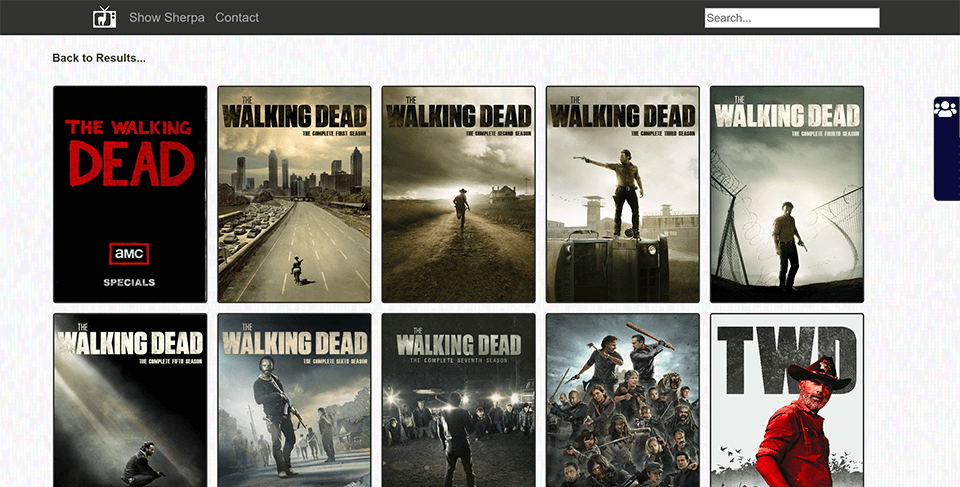 Show Sherpa Contact Search...
Back to Results...
THE WALKING
DEAD
aMC
SPECIALS
THE
WALKING DEAD
THE COMPLETE FIRST SEASON
THE
WALKING DEAD
THE COMPLETE SECOND SEASON
THE
WALKING DEAD
THE COMPLETE THIRD SEASON
THE
WALKING DEAD
THE COMPLETE FOURTH SEASON
THE
WALKING DEAD
THE COMPLETE FIFTH SEASON
THE
WALKING DEAD
THE COMPLETE SIXTH SEASON
THE
WALKING DEAD
THE COMPLETE SEVENTH SEASON
TWD